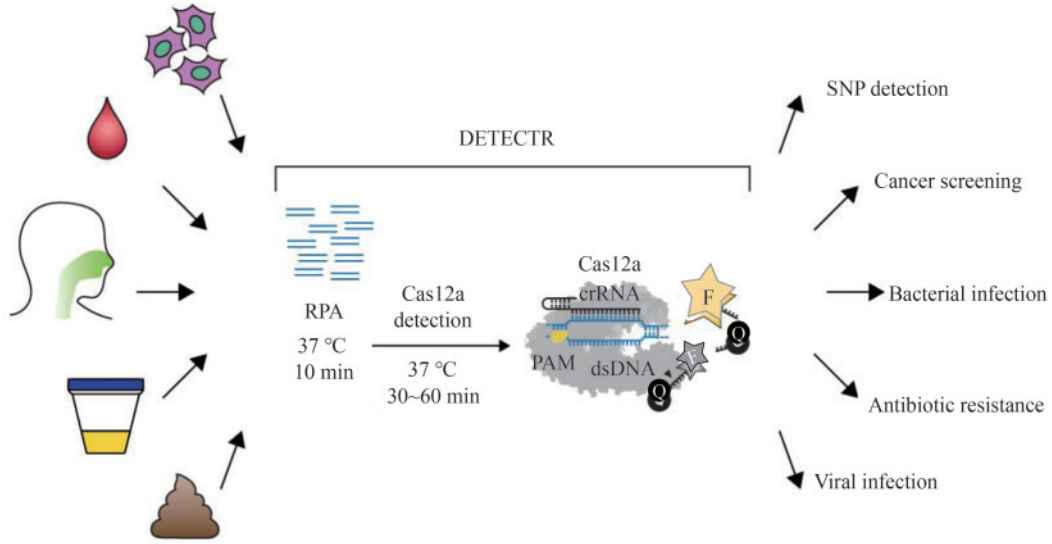 DETECTR
RPA
37 ℃
10 min
Cas12a
detection
37 ℃
30~60 min
Cas12a
crRNA
PAM
dsDNA
F
Q
F
Q
SNP detection
Cancer screening
Bacterial infection
Antibiotic resistance
Viral infection